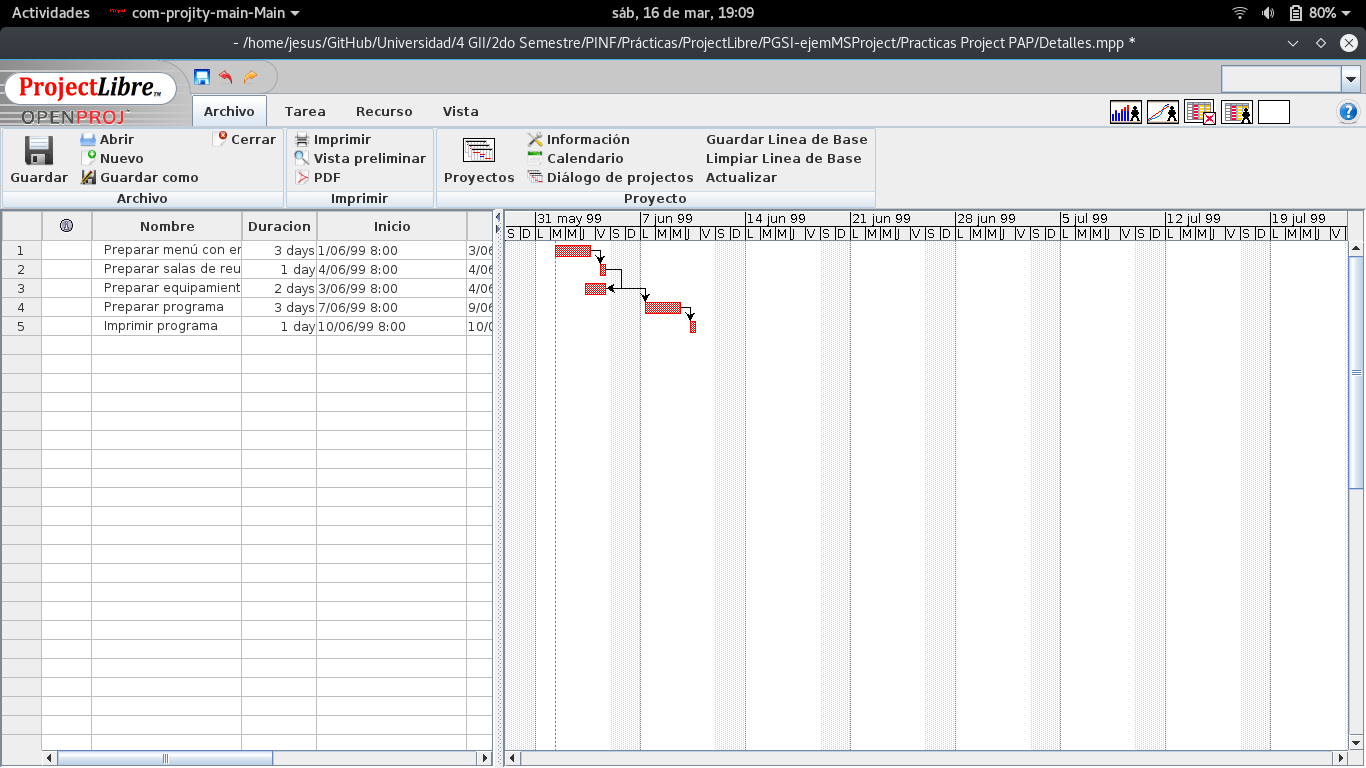 Actividades com-projity-main-Main sáb, 16 de mar, 19:09 80%
- /home/jesus/GitHub/Universidad/4 GII/2do Semestre/PINF/Prácticas/ProjectLibre/PGSI-ejemMSProject/Practicas Project PAP/Detalles.mpp *
ProjectLibre™
OPENPROJ
Archivo Tarea Recurso Vista
Abrir Cerrar Imprimir Información Guardar Linea de Base
Nuevo Vista preliminar Calendario Limpiar Linea de Base
Guardar Guardar como PDF Proyectos Diálogo de projectos Actualizar
Archivo Imprimir Proyecto
31 may 99 7 jun 99 14 jun 99 21 jun 99 28 jun 99 5 jul 99 12 jul 99 19 jul 99
Nombre Duracion Inicio
S D L M M J V S D L M M J V S D L M M J V S D L M M J V S D L M M J V S D L M M J V S D L M M J V S D L M M J V
1 Preparar menú con en 3 days 1/06/99 8:00 3/06
2 Preparar salas de reu 1 day 4/06/99 8:00 4/06
3 Preparar equipamient 2 days 3/06/99 8:00 4/06
4 Preparar programa 3 days 7/06/99 8:00 9/06
5 Imprimir programa 1 day 10/06/99 8:00 10/0